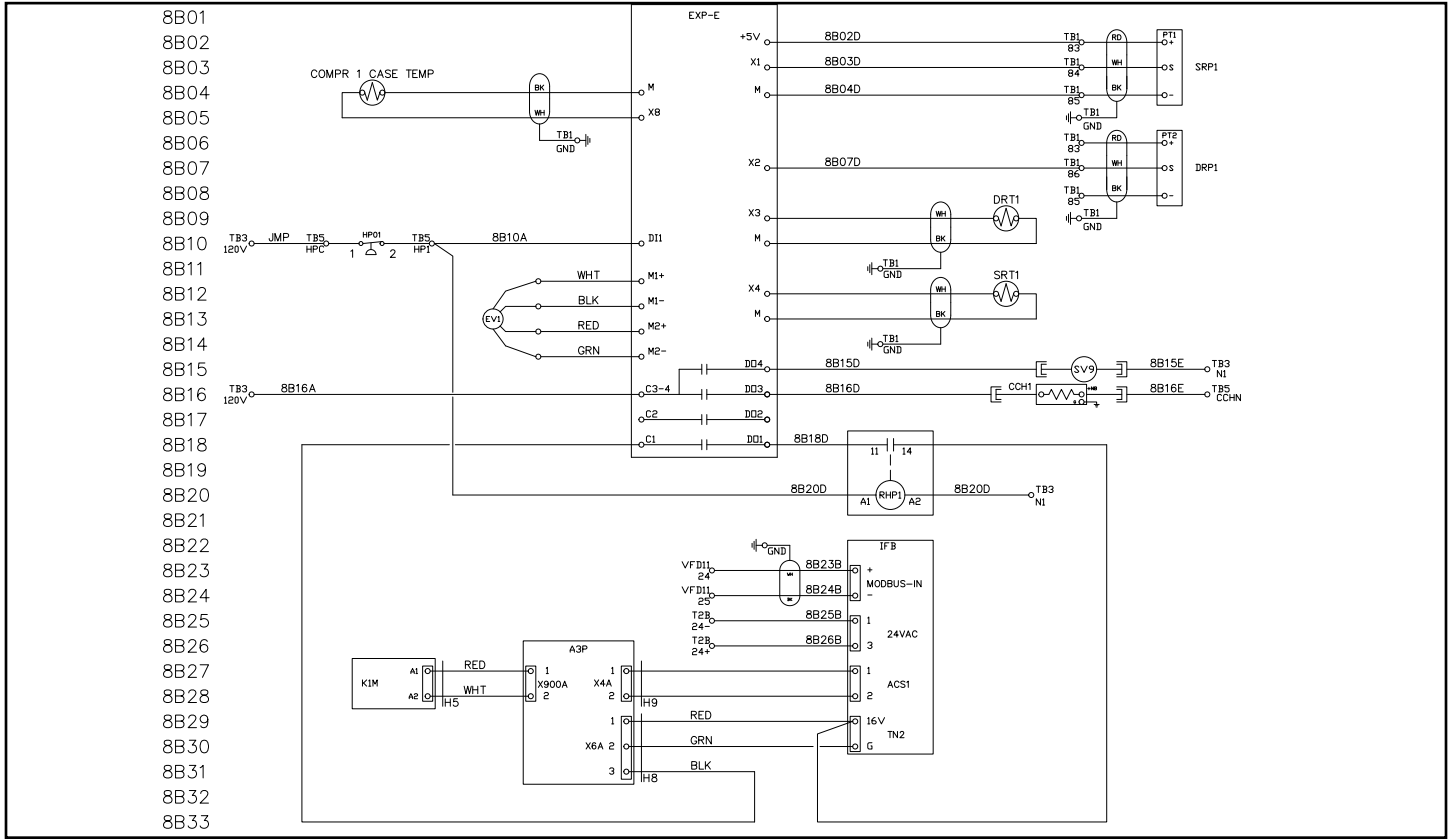 8B01 EXP-E
8B02 +5V 8B02D TB1 83 RD PT1 +
8B03 X1 8B03D TB1 84 WH S SRP1
COMPR 1 CASE TEMP
8B04 BK M M 8B04D TB1 85 BK -
8B05 WH X8 TB1 GND
8B06 TB1 GND TB1 83 RD PT2 +
8B07 X2 8B07D TB1 86 WH S DRP1
8B08 TB1 85 BK -
8B09 X3 WH DRT1 TB1 GND
8B10 TB3 120V JMP TB5 HPC 1 HP01 2 TB5 HP1 8B10A DI1 M BK
8B11 WHT M1+ TB1 GND
8B12 BLK M1- X4 WH SRT1
8B13 EV1 RED M2+ M BK
8B14 GRN M2- TB1 GND
8B15 DO4 8B15D SV9 8B15E TB3 N1
8B16 TB3 120V 8B16A C3-4 DO3 8B16D CCH1 8B16E TB5 CCHN
8B17 C2 DO2
8B18 C1 DO1 8B18D 11 14
8B19
8B20 8B20D A1 RHP1 A2 8B20D TB3 N1
8B21
8B22 GND IFB
8B23 VFD11 24 WH 8B23B +
MODBUS-IN
8B24 VFD11 25 BK 8B24B -
8B25 T2B 24- 8B25B 1
24VAC
8B26 T2B 24+ 8B26B 3
A3P
8B27 K1M A1 RED 1 X900A 1 X4A 1 ACS1
8B28 A2 H5 WHT 2 2 H9 2
8B29 1 RED 16V
TN2
8B30 X6A 2 GRN G
8B31 3 H8 BLK
8B32
8B33